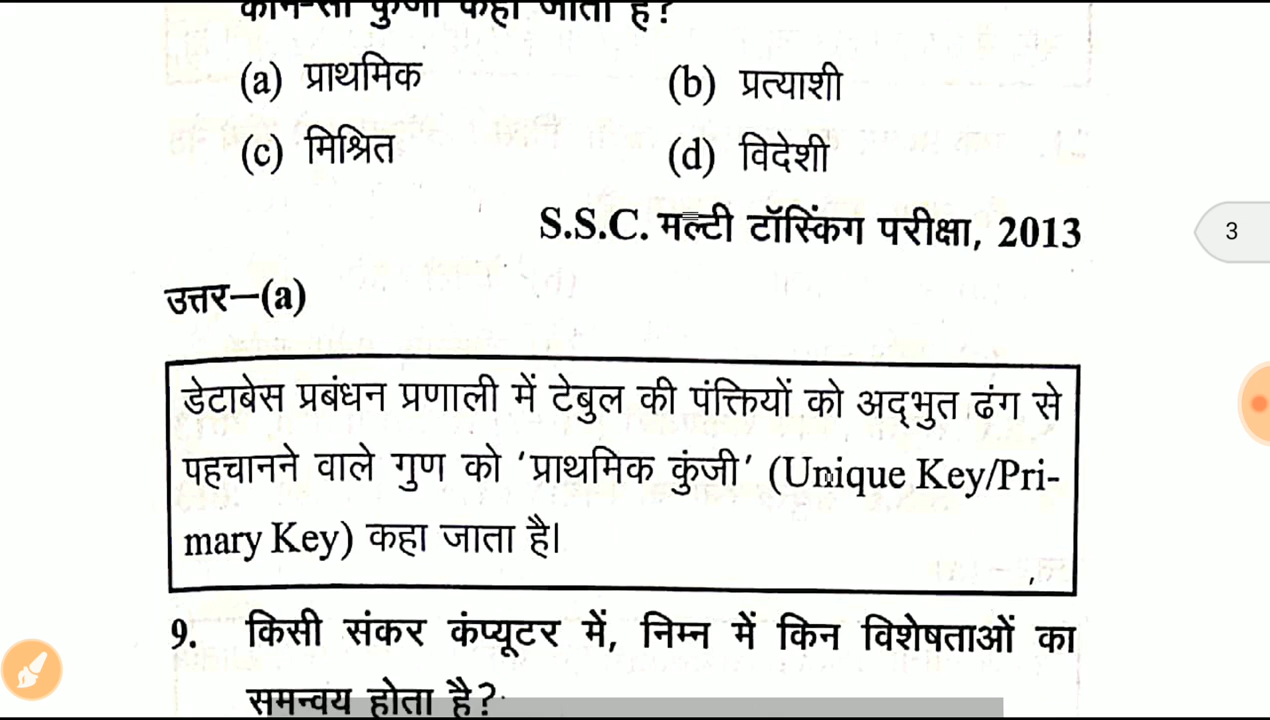 कौन-सी कुंजी कहा जाता है?
(a) प्राथमिक (b) प्रत्याशी
(c) मिश्रित (d) विदेशी
S.S.C. मल्टी टॉस्किंग परीक्षा, 2013
3
उत्तर–(a)
डेटाबेस प्रबंधन प्रणाली में टेबुल की पंक्तियों को अद्भुत ढंग से
पहचानने वाले गुण को 'प्राथमिक कुंजी' (Unique Key/Pri-
mary Key) कहा जाता है।
9. किसी संकर कंप्यूटर में, निम्न में किन विशेषताओं का
समन्वय होता है?